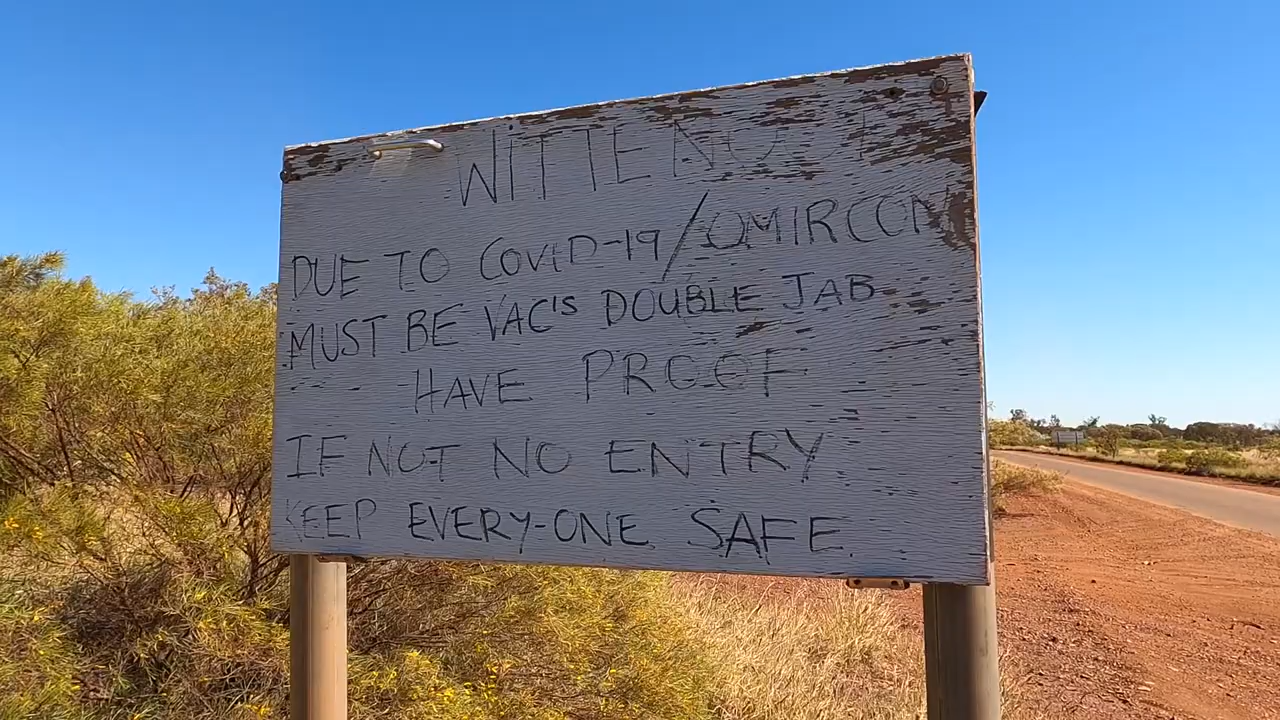 WITTENOOM
DUE TO COVID-19/OMIRCON
MUST BE VAC'S DOUBLE JAB
HAVE PROOF
IF NOT NO ENTRY
KEEP EVERY-ONE SAFE.